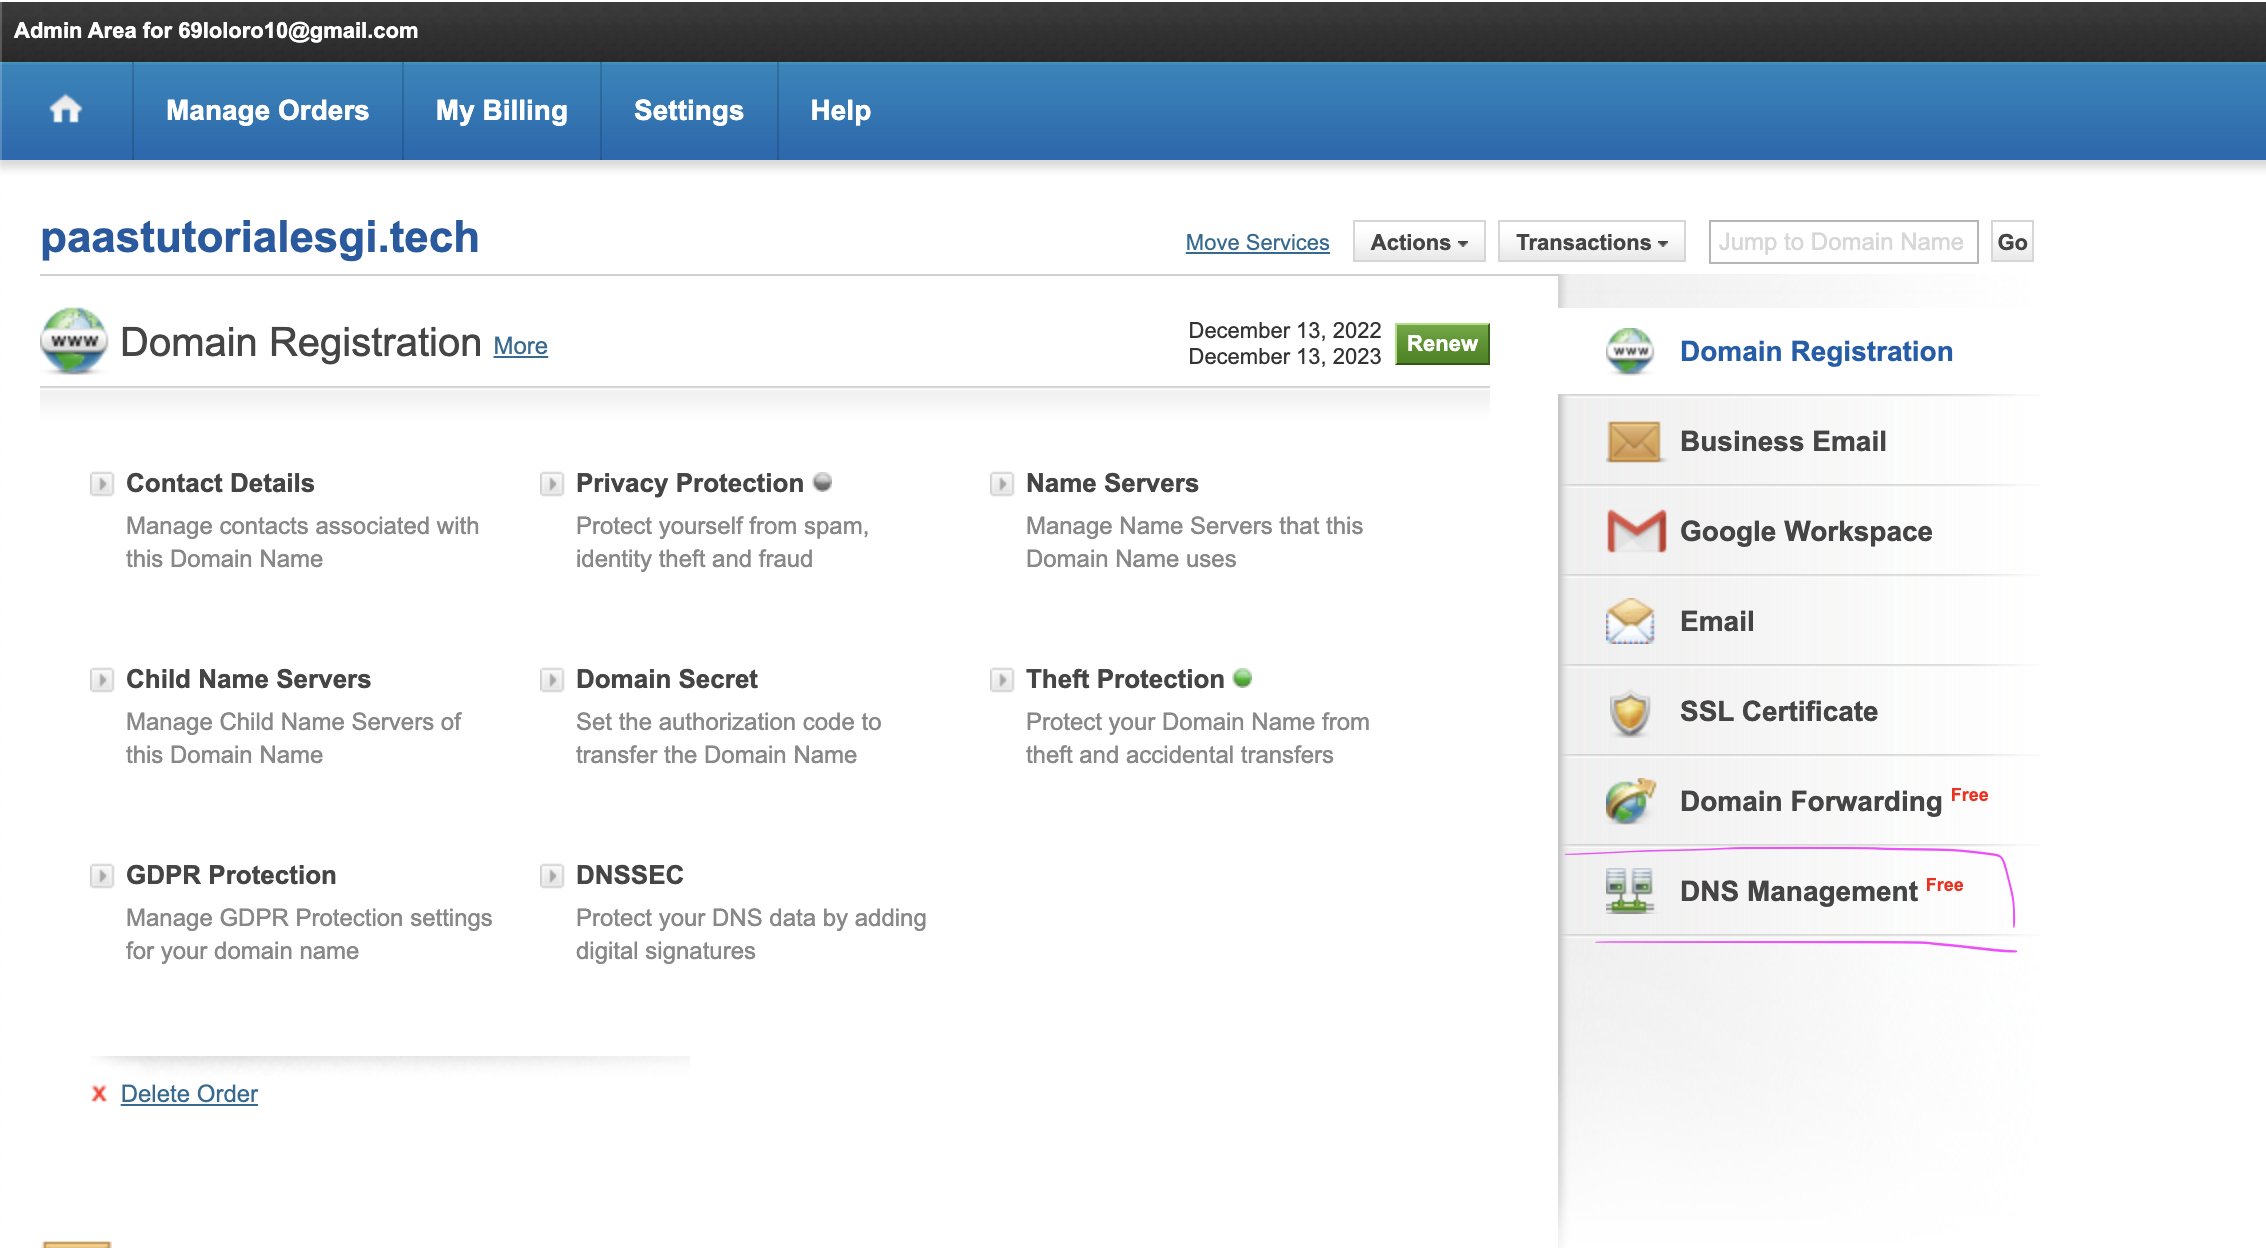 Admin Area for 69loloro10@gmail.com
Manage Orders
My Billing
Settings
Help
paastutorialesgi.tech
Move Services
Actions
Transactions
Jump to Domain Name
Go
www
Domain Registration More
December 13, 2022
December 13, 2023
Renew
Contact Details
Manage contacts associated with
this Domain Name
Privacy Protection
Protect yourself from spam,
identity theft and fraud
Name Servers
Manage Name Servers that this
Domain Name uses
Child Name Servers
Manage Child Name Servers of
this Domain Name
Domain Secret
Set the authorization code to
transfer the Domain Name
Theft Protection
Protect your Domain Name from
theft and accidental transfers
GDPR Protection
Manage GDPR Protection settings
for your domain name
DNSSEC
Protect your DNS data by adding
digital signatures
x Delete Order
www
Domain Registration
Business Email
Google Workspace
Email
SSL Certificate
Domain Forwarding Free
DNS Management Free